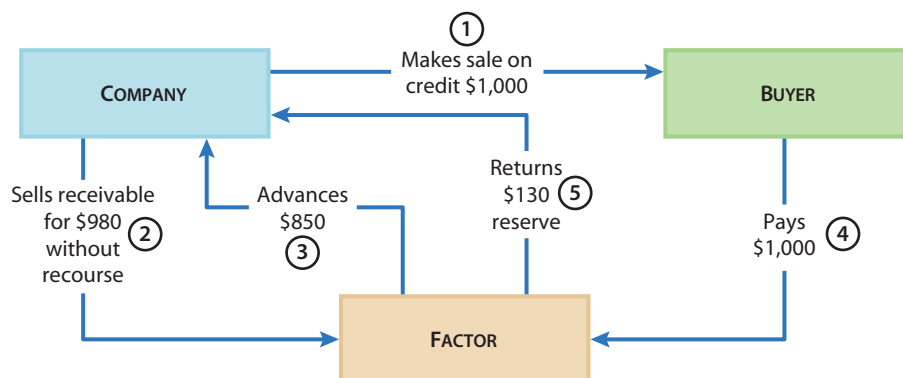 1
Makes sale on
credit $1,000
COMPANY
BUYER
Sells receivable
for $980
without
recourse
2
Advances
$850
3
Returns
$130
reserve
5
Pays
$1,000
4
FACTOR